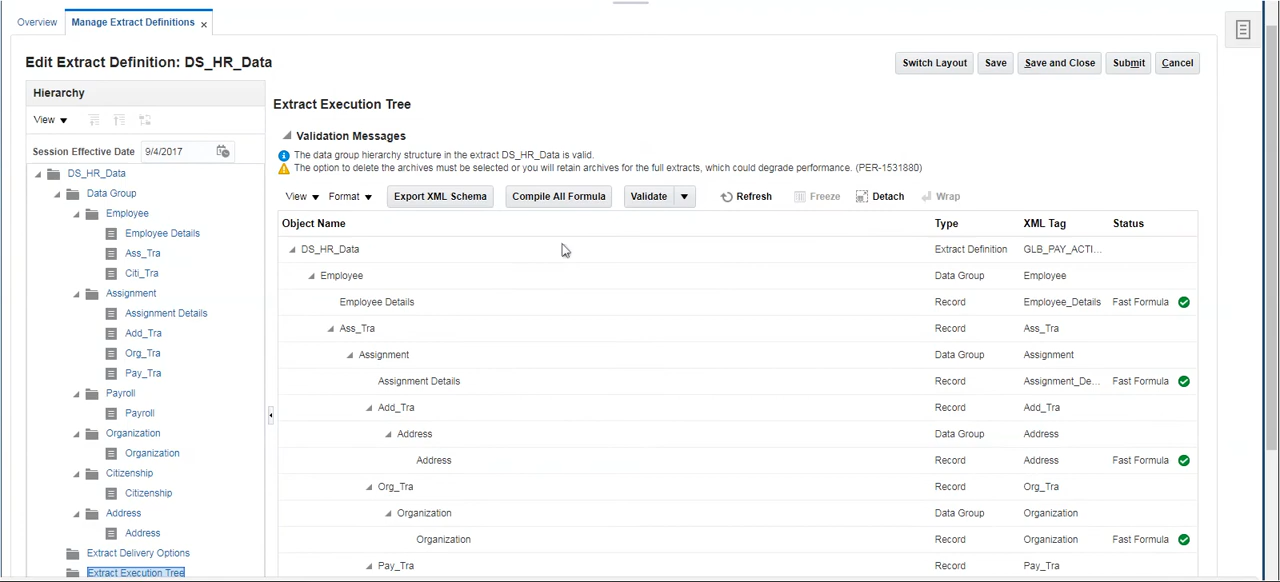 Overview Manage Extract Definitions ×
Edit Extract Definition: DS_HR_Data
Switch Layout Save Save and Close Submit Cancel
Hierarchy
View
Session Effective Date 9/4/2017
DS_HR_Data
Data Group
Employee
Employee Details
Ass_Tra
Citi_Tra
Assignment
Assignment Details
Add_Tra
Org_Tra
Pay_Tra
Payroll
Payroll
Organization
Organization
Citizenship
Citizenship
Address
Address
Extract Delivery Options
Extract Execution Tree
Extract Execution Tree
Validation Messages
The data group hierarchy structure in the extract DS_HR_Data is valid.
The option to delete the archives must be selected or you will retain archives for the full extracts, which could degrade performance. (PER-1531880)
View Format Export XML Schema Compile All Formula Validate Refresh Freeze Detach Wrap
Object Name Type XML Tag Status
DS_HR_Data Extract Definition GLB_PAY_ACTI...
Employee Data Group Employee
Employee Details Record Employee_Details Fast Formula
Ass_Tra Record Ass_Tra
Assignment Data Group Assignment
Assignment Details Record Assignment_De... Fast Formula
Add_Tra Record Add_Tra
Address Data Group Address
Address Record Address Fast Formula
Org_Tra Record Org_Tra
Organization Data Group Organization
Organization Record Organization Fast Formula
Pay_Tra Record Pay_Tra